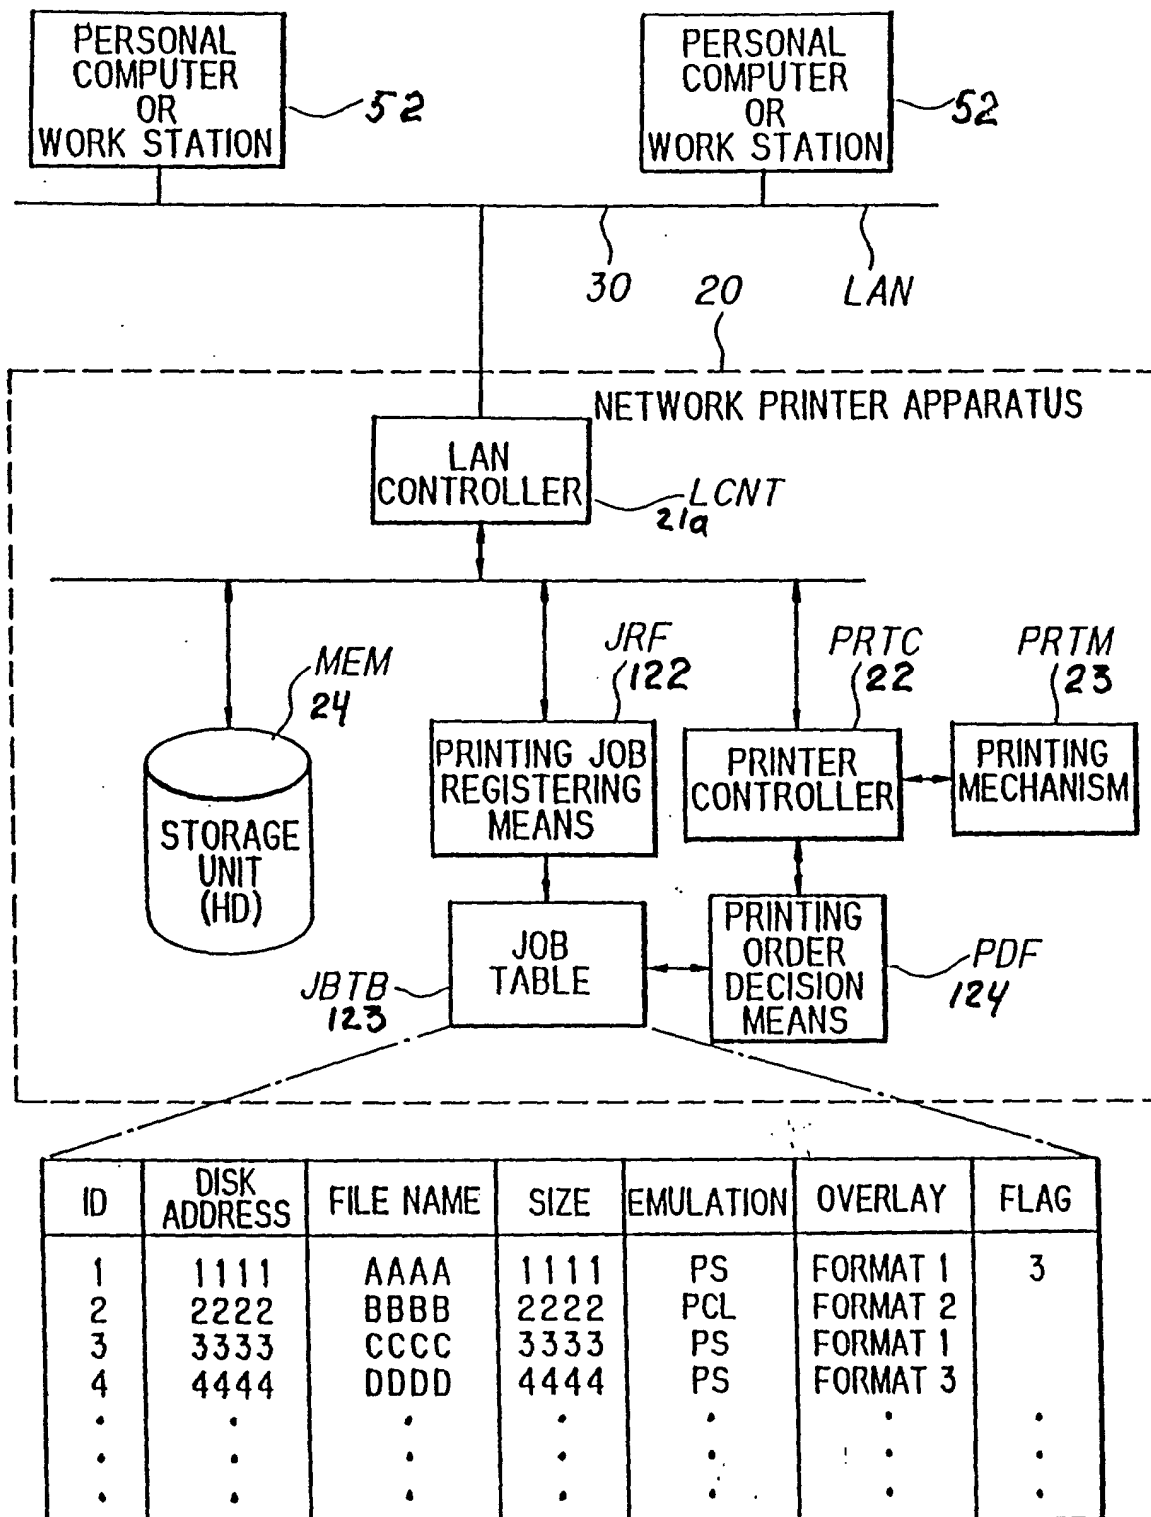 PERSONAL
COMPUTER
OR
WORK STATION
52
PERSONAL
COMPUTER
OR
WORK STATION
52
30
20
LAN
NETWORK PRINTER APPARATUS
LAN
CONTROLLER
LCNT
21a
MEM
24
JRF
122
PRTC
22
PRTM
23
STORAGE
UNIT
(HD)
PRINTING JOB
REGISTERING
MEANS
PRINTER
CONTROLLER
PRINTING
MECHANISM
JOB
TABLE
JBTB
123
PRINTING
ORDER
DECISION
MEANS
PDF
124
ID DISK ADDRESS FILE NAME SIZE EMULATION OVERLAY FLAG
1 1111 AAAA 1111 PS FORMAT 1 3
2 2222 BBBB 2222 PCL FORMAT 2
3 3333 CCCC 3333 PS FORMAT 1
4 4444 DDDD 4444 PS FORMAT 3